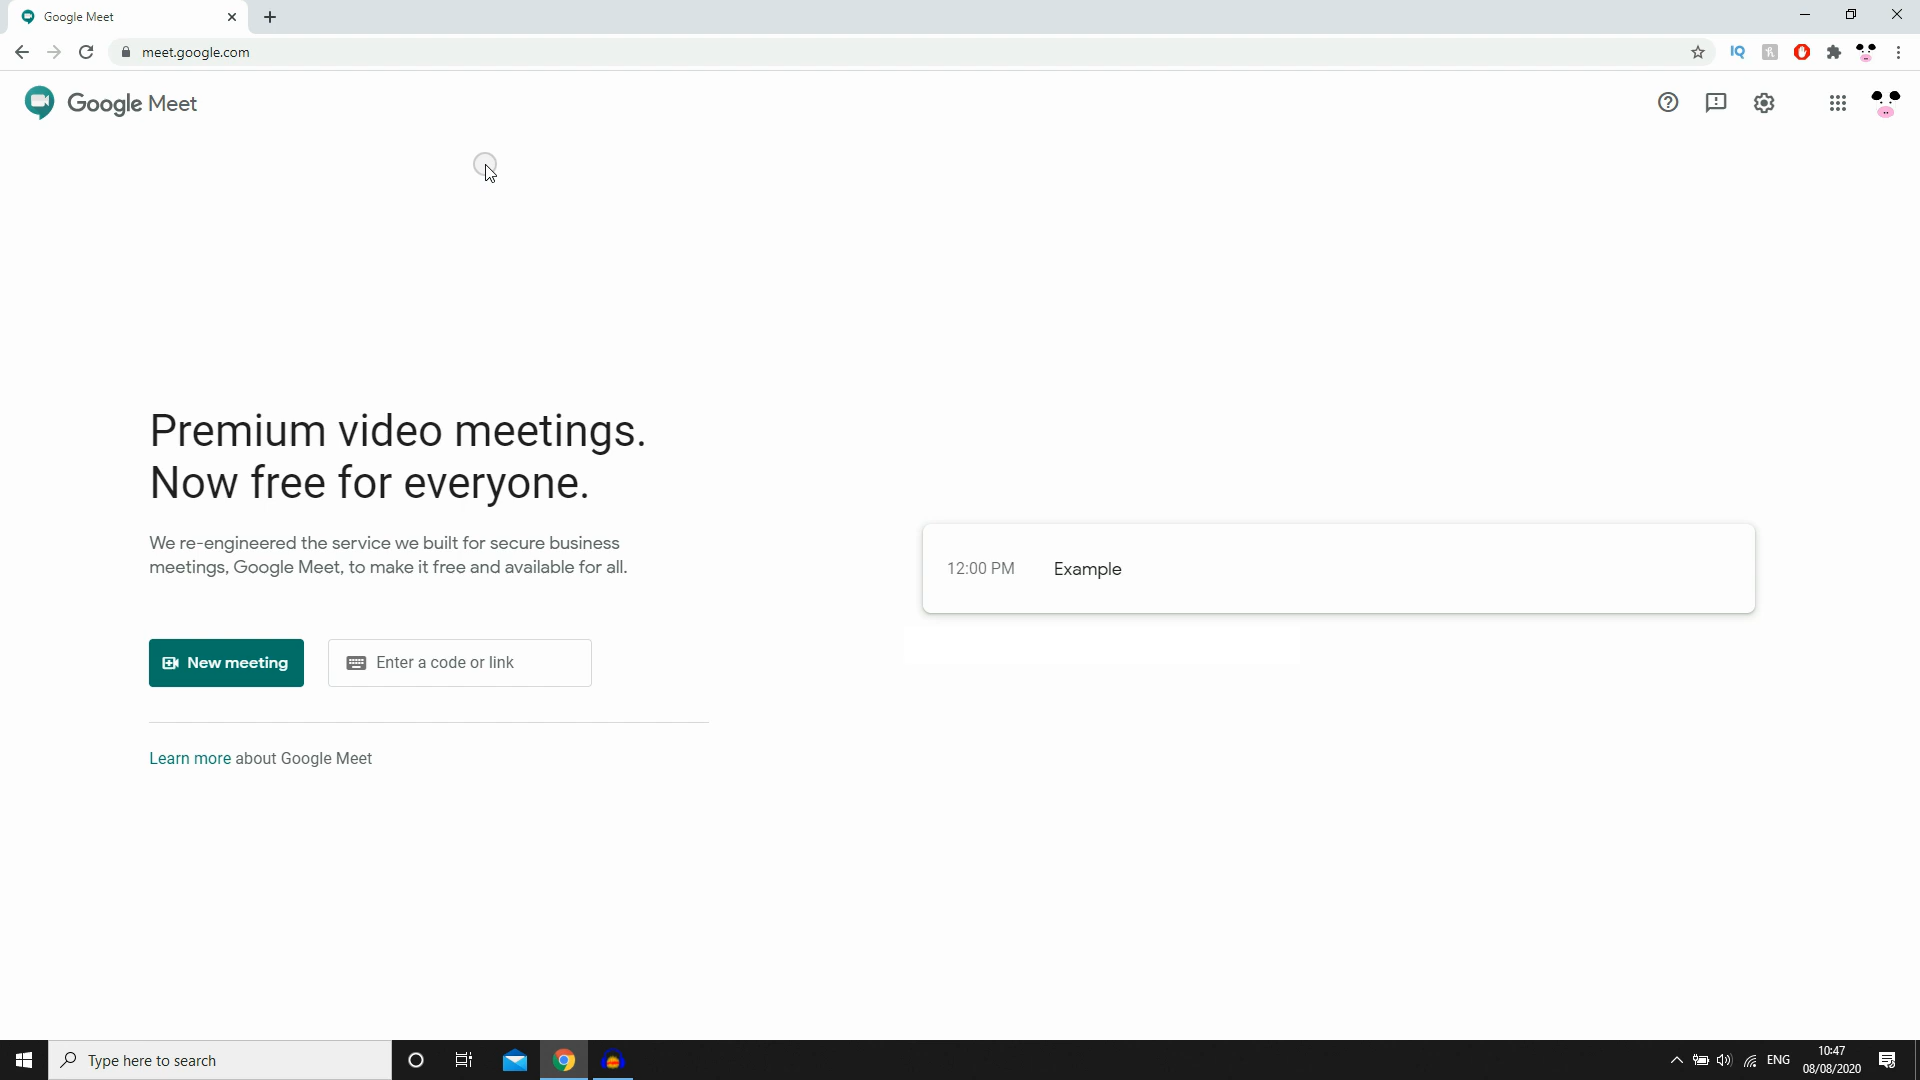 Google Meet
meet.google.com
IQ
Google Meet
Premium video meetings.
Now free for everyone.
We re-engineered the service we built for secure business
meetings, Google Meet, to make it free and available for all.
12:00 PM Example
New meeting
Enter a code or link
Learn more about Google Meet
Type here to search
ENG
10:47
08/08/2020